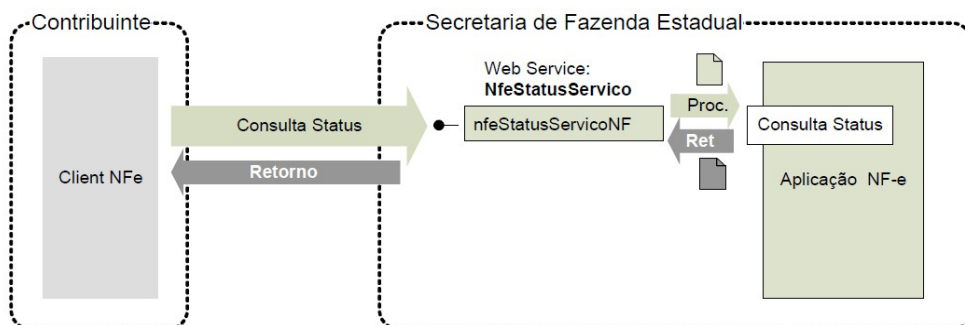 Contribuinte
Secretaria de Fazenda Estadual
Web Service:
NfeStatusServico
Consulta Status
nfeStatusServicoNF
Proc.
Consulta Status
Client NFe
Retorno
Ret
Aplicação NF-e